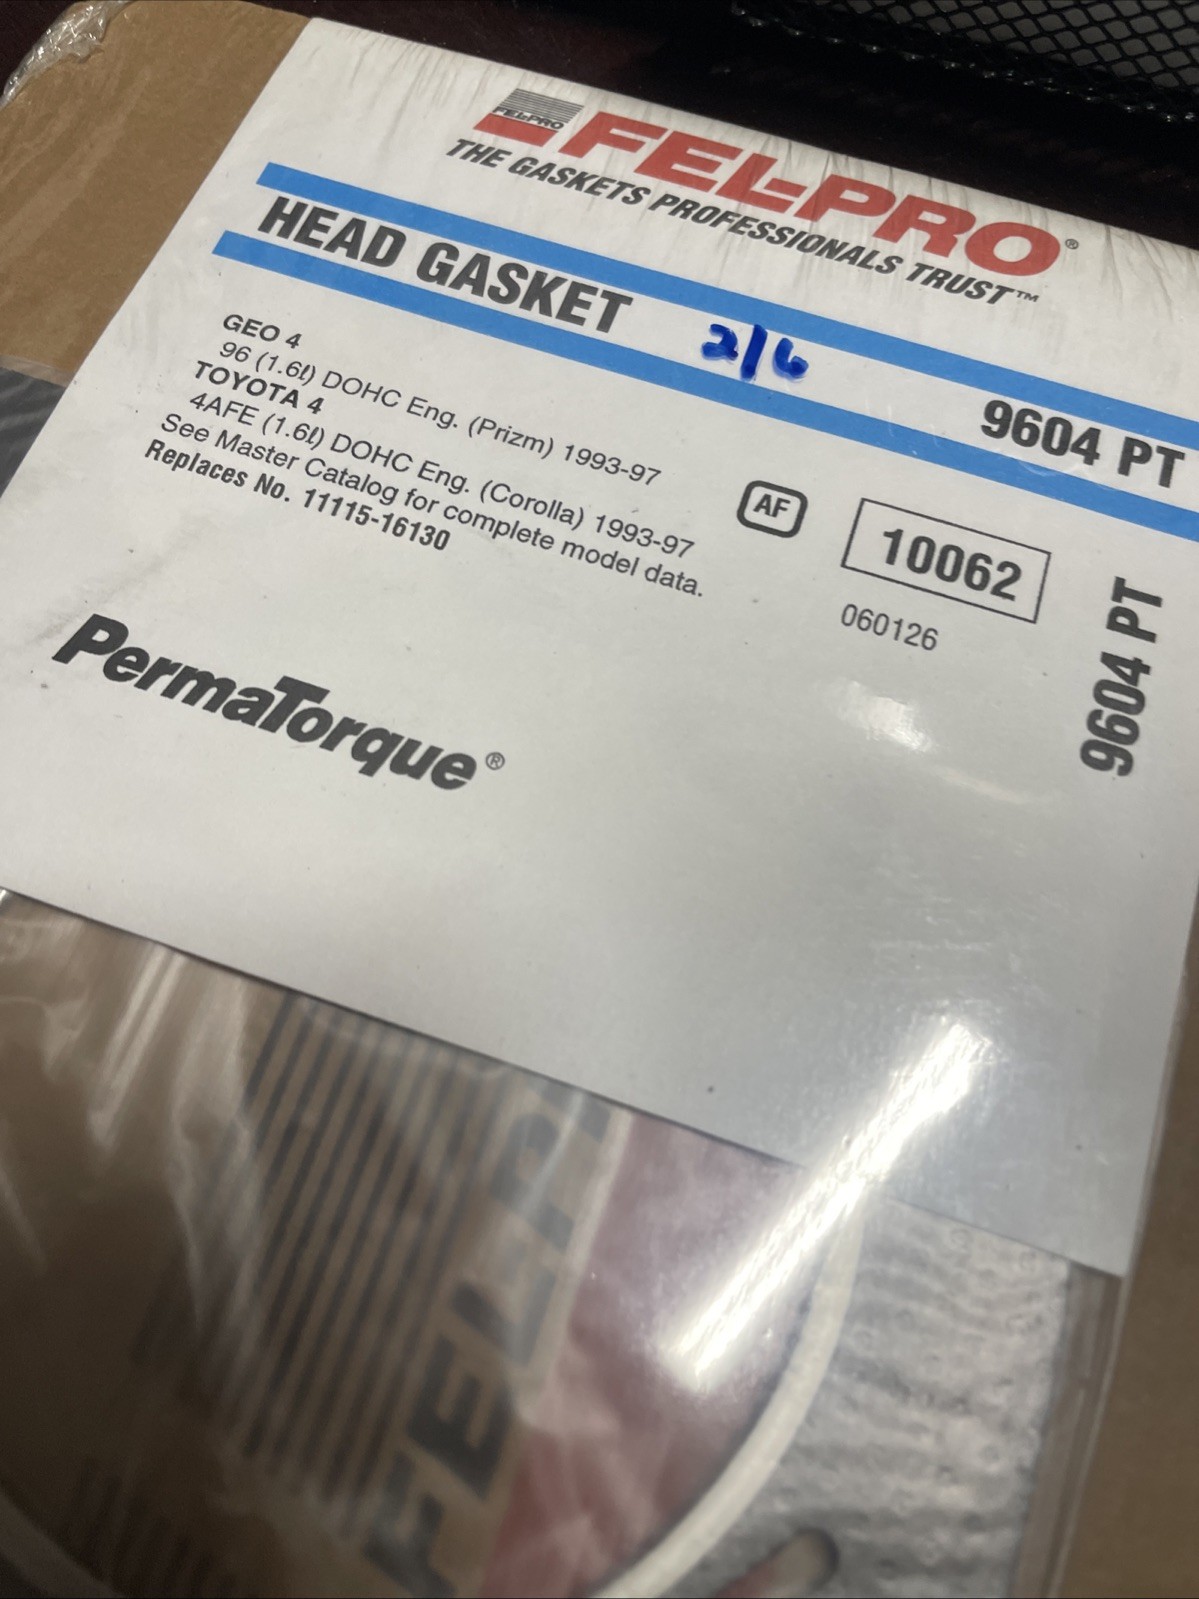 FEL-PRO
FEL-PRO®
THE GASKETS PROFESSIONALS TRUST™
HEAD GASKET 2/6 9604 PT
GEO 4
96 (1.6ℓ) DOHC Eng. (Prizm) 1993-97
TOYOTA 4
4AFE (1.6ℓ) DOHC Eng. (Corolla) 1993-97
See Master Catalog for complete model data.
Replaces No. 11115-16130
AF
10062
060126
9604 PT
PermaTorque®
FEL-P